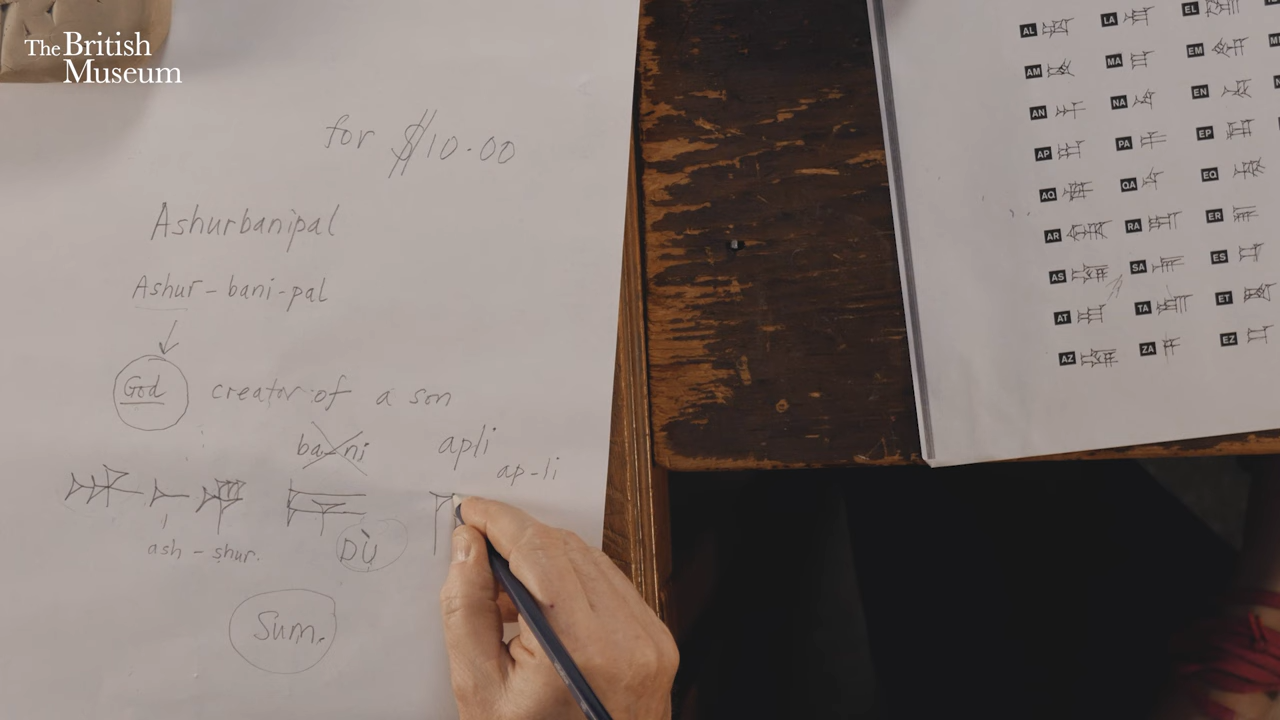 The British
Museum
for $10.00
Ashurbanipal
Ashur-bani-pal
God creator of a son
ba-ni apli
ap-li
ash-shur.
DÙ
Sum.
AL LA EL
AM MA EM
AN NA EN
AP PA EP
AQ QA EQ
AR RA ER
AS SA ES
AT TA ET
AZ ZA EZ